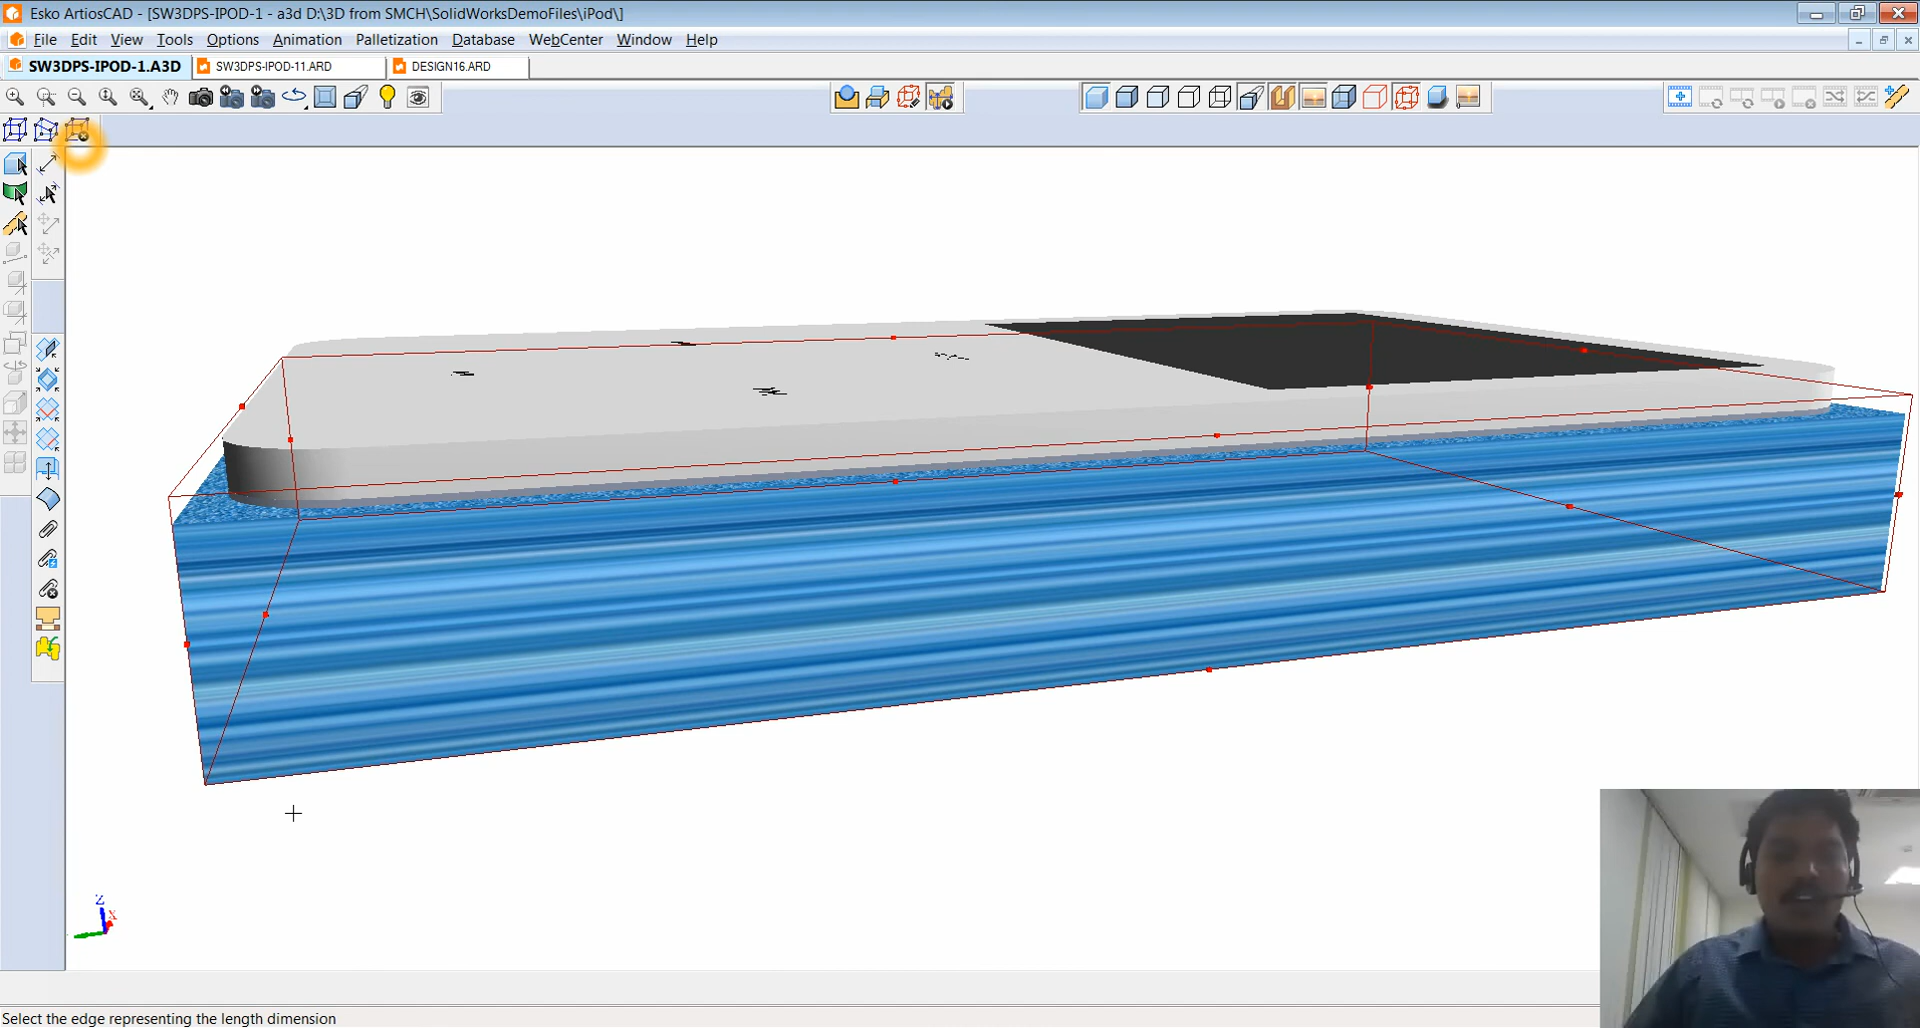 Esko ArtiosCAD - [SW3DPS-IPOD-1 - a3d D:\3D from SMCH\SolidWorksDemoFiles\iPod\]
File Edit View Tools Options Animation Palletization Database WebCenter Window Help
SW3DPS-IPOD-1.A3D SW3DPS-IPOD-11.ARD DESIGN16.ARD
Z
X
Select the edge representing the length dimension